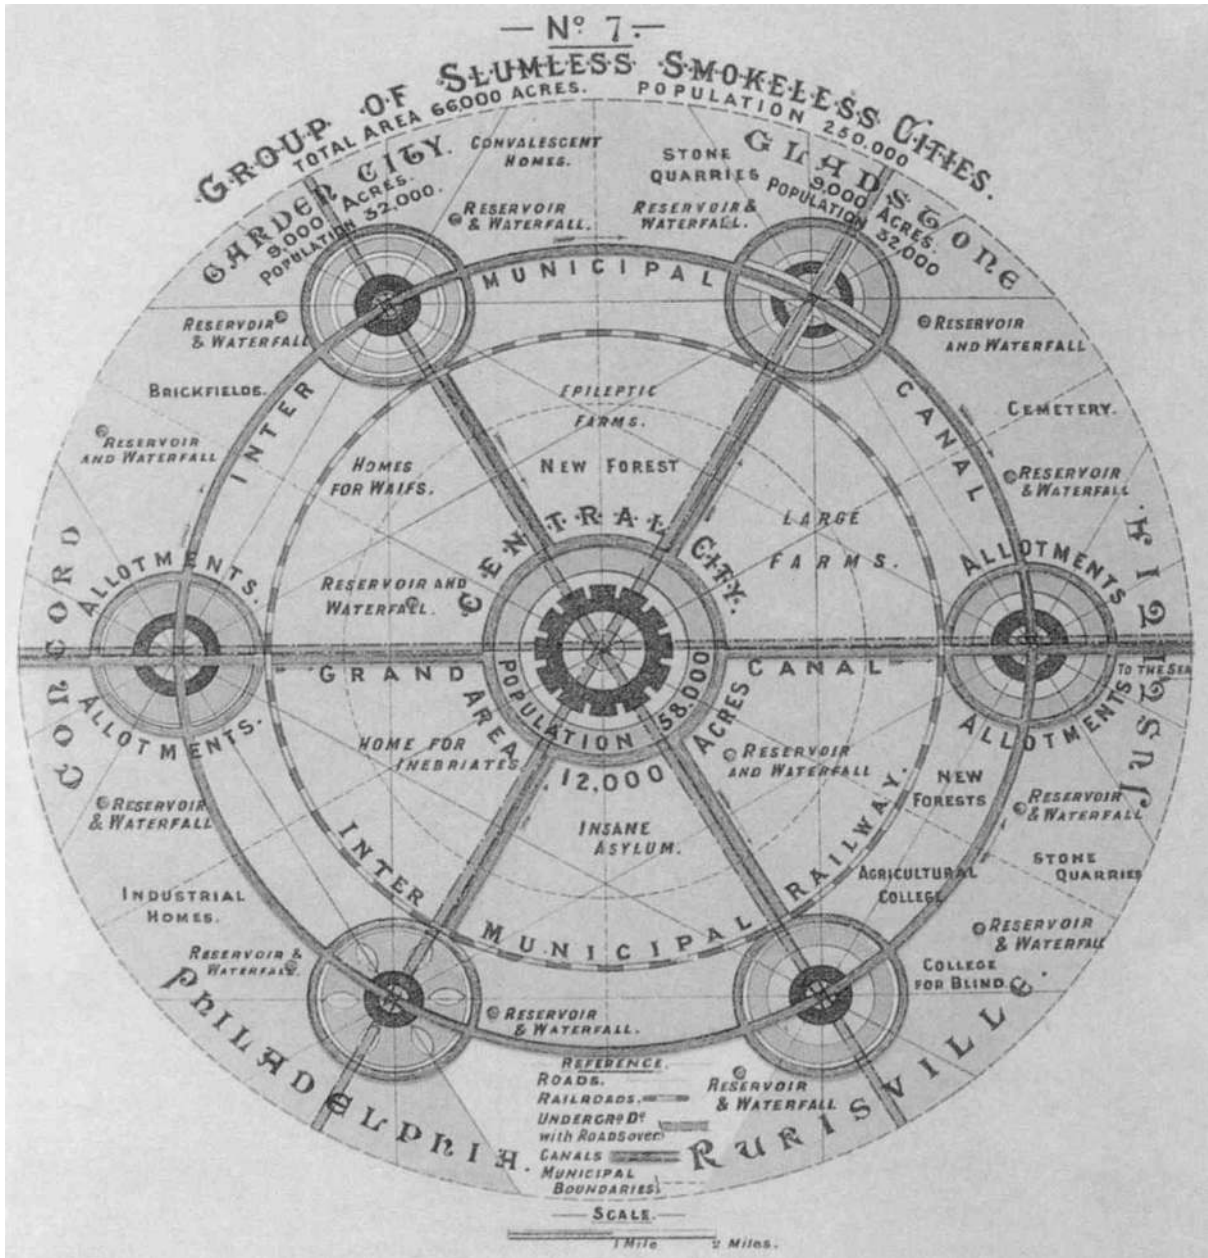 — Nº 7. —
GROUP OF SLUMLESS SMOKELESS CITIES.
TOTAL AREA 66,000 ACRES. POPULATION 250,000
GARDEN CITY.
9,000 ACRES.
POPULATION 32,000.
CONVALESCENT
HOMES.
STONE
QUARRIES
GLADSTONE
9,000 ACRES.
POPULATION 32,000
RESERVOIR
& WATERFALL.
RESERVOIR &
WATERFALL.
INTER MUNICIPAL CANAL
RESERVOIR
& WATERFALL
RESERVOIR
AND WATERFALL
BRICKFIELDS.
EPILEPTIC
FARMS.
CEMETERY.
RESERVOIR
AND WATERFALL
HOMES
FOR WAIFS.
NEW FOREST
RESERVOIR
& WATERFALL
LARGE
FARMS.
CENTRAL CITY.
CONCORD
ALLOTMENTS.
RESERVOIR AND
WATERFALL.
ALLOTMENTS
JUSTITIA
GRAND CANAL
TO THE SEA
POPULATION 58,000
AREA 12,000 ACRES
ALLOTMENTS.
ALLOTMENTS
HOME FOR
INEBRIATES.
RESERVOIR
AND WATERFALL
NEW
FORESTS
RESERVOIR
& WATERFALL
RESERVOIR
& WATERFALL
INSANE
ASYLUM.
STONE
QUARRIES
AGRICULTURAL
COLLEGE
INTER MUNICIPAL RAILWAY.
INDUSTRIAL
HOMES.
RESERVOIR
& WATERFALL
RESERVOIR &
WATERFALL.
COLLEGE
FOR BLIND.
PHILADELPHIA.
RESERVOIR
& WATERFALL.
RURISVILLE.
REFERENCE.
ROADS.
RAILROADS.
UNDERGRD Dº
with ROADS over
CANALS
MUNICIPAL
BOUNDARIES
RESERVOIR
& WATERFALL
— SCALE. —
1 Mile 2 Miles.